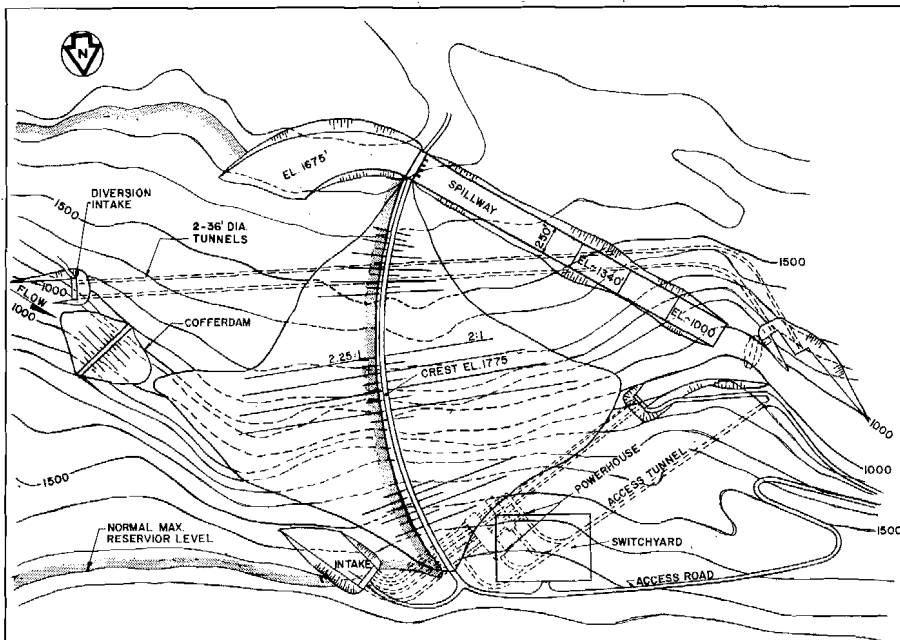 N
EL. 1675'
SPILLWAY
DIVERSION
INTAKE
1500
2-36' DIA.
TUNNELS
250'
EL-1340'
1500
1000
FLOW
1000
EL-1000'
COFFERDAM
2:1
2.25:1
CREST EL. 1775
1000
POWERHOUSE
ACCESS TUNNEL
1000
1500
1500
NORMAL MAX.
RESERVIOR LEVEL
SWITCHYARD
INTAKE
ACCESS ROAD